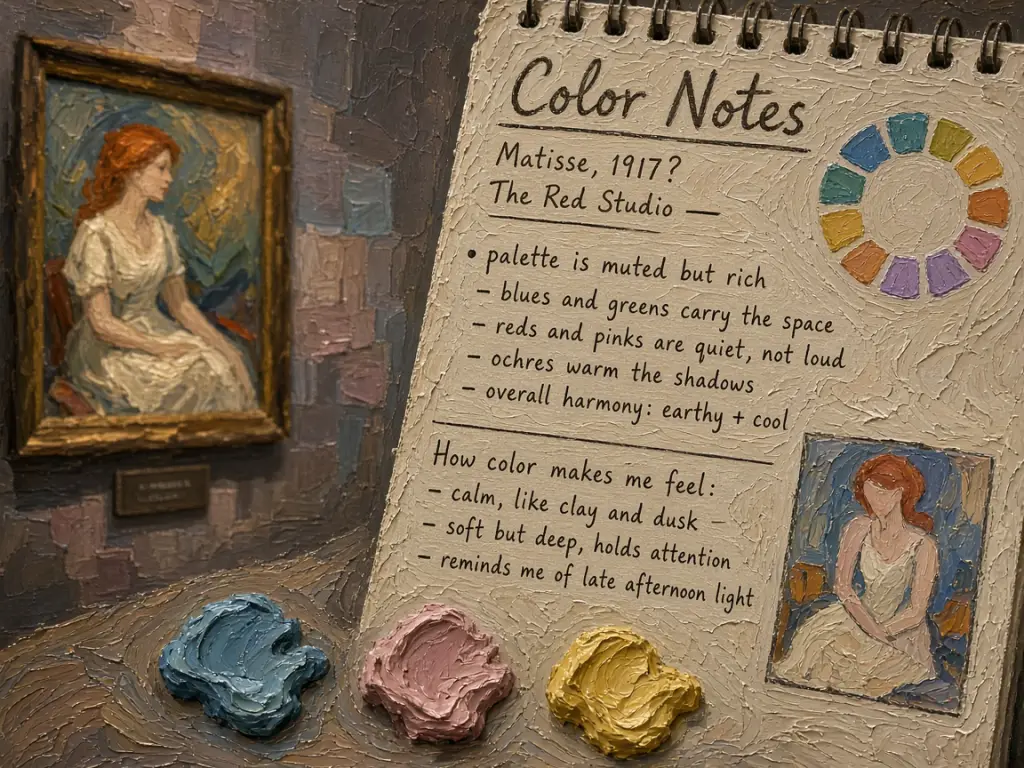 Color Notes
Matisse, 1917?
The Red Studio —
• palette is muted but rich
– blues and greens carry the space
– reds and pinks are quiet, not loud
– ochres warm the shadows
– overall harmony: earthy + cool
How color makes me feel:
– calm, like clay and dusk –
– soft but deep, holds attention
– reminds me of late afternoon light